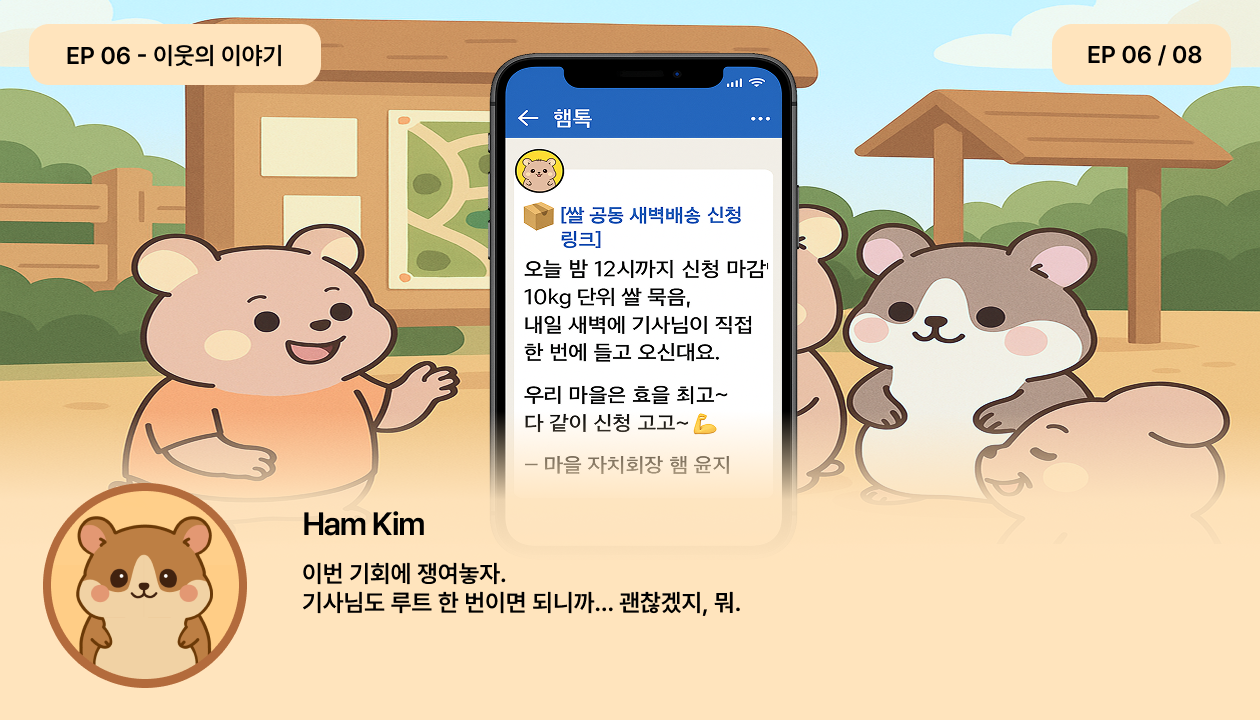 EP 06 - 이웃의 이야기
EP 06 / 08
햄톡
[쌀 공동 새벽배송 신청
링크]
오늘 밤 12시까지 신청 마감!
10kg 단위 쌀 묶음,
내일 새벽에 기사님이 직접
한 번에 들고 오신대요.
우리 마을은 효율 최고~
다 같이 신청 고고~💪
– 마을 자치회장 햄 윤지
Ham Kim
이번 기회에 쟁여놓자.
기사님도 루트 한 번이면 되니까... 괜찮겠지, 뭐.